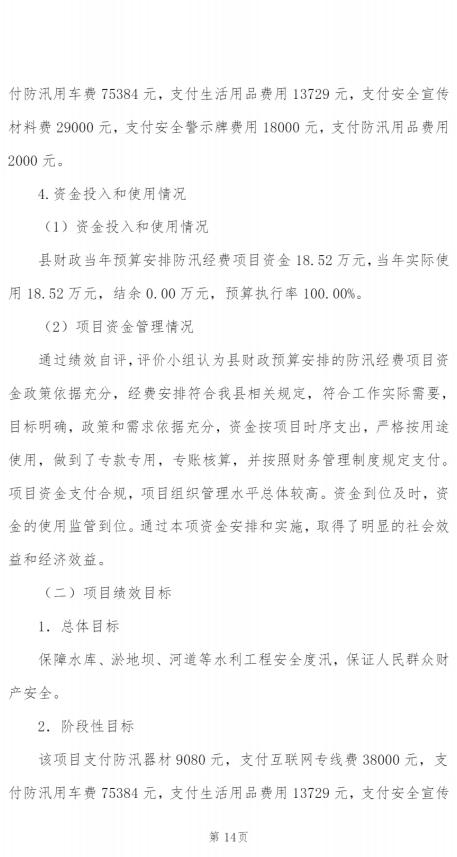 付防汛用车费 75384 元，支付生活用品费用 13729 元，支付安全宣传
材料费 29000 元，支付安全警示牌费用 18000 元，支付防汛用品费用
2000 元。
4.资金投入和使用情况
（1）资金投入和使用情况
县财政当年预算安排防汛经费项目资金 18.52 万元，当年实际使
用 18.52 万元，结余 0.00 万元，预算执行率 100.00%。
（2）项目资金管理情况
通过绩效自评，评价小组认为县财政预算安排的防汛经费项目资
金政策依据充分，经费安排符合我县相关规定，符合工作实际需要，
目标明确，政策和需求依据充分，资金按项目时序支出，严格按用途
使用，做到了专款专用，专账核算，并按照财务管理制度规定支付。
项目资金支付合规，项目组织管理水平总体较高。资金到位及时，资
金的使用监管到位。通过本项资金安排和实施，取得了明显的社会效
益和经济效益。
（二）项目绩效目标
1．总体目标
保障水库、淤地坝、河道等水利工程安全度汛，保证人民群众财
产安全。
2．阶段性目标
该项目支付防汛器材 9080 元，支付互联网专线费 38000 元，支
付防汛用车费 75384 元，支付生活用品费用 13729 元，支付安全宣传
第 14页